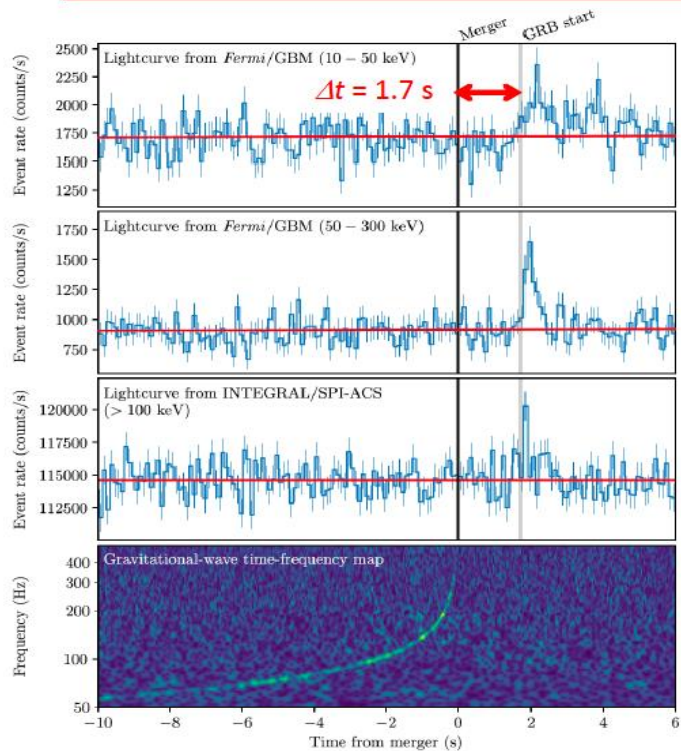 Merger
GRB start
2500
2250
2000
1750
1500
1250
Event rate (counts/s)
Lightcurve from Fermi/GBM (10 − 50 keV)
Δt = 1.7 s
1750
1500
1250
1000
750
Event rate (counts/s)
Lightcurve from Fermi/GBM (50 − 300 keV)
120000
117500
115000
112500
Event rate (counts/s)
Lightcurve from INTEGRAL/SPI-ACS
(> 100 keV)
400
300
200
100
50
Frequency (Hz)
Gravitational-wave time-frequency map
−10 −8 −6 −4 −2 0 2 4 6
Time from merger (s)